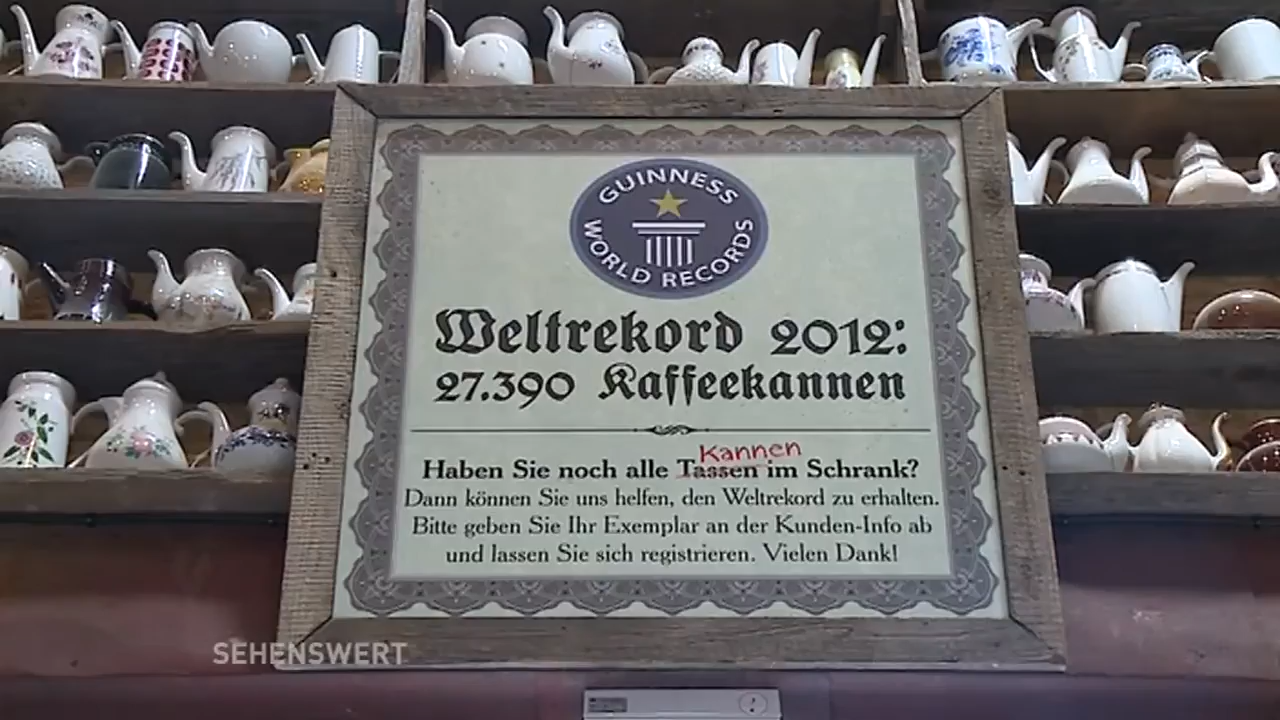 GUINNESS
WORLD RECORDS
Weltrekord 2012:
27.390 Kaffeekannen
Kannen
Haben Sie noch alle Tassen im Schrank?
Dann können Sie uns helfen, den Weltrekord zu erhalten.
Bitte geben Sie Ihr Exemplar an der Kunden-Info ab
und lassen Sie sich registrieren. Vielen Dank!
SEHENSWERT